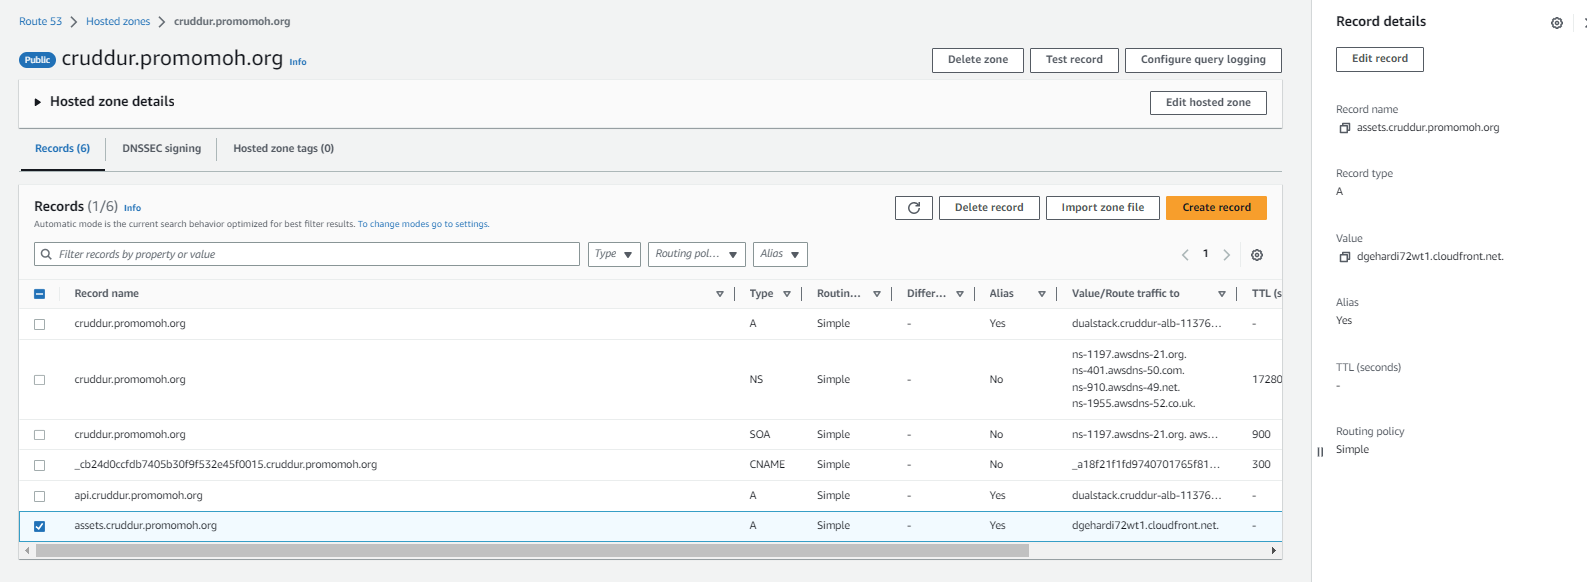 Route 53 > Hosted zones > cruddur.promomoh.org
Public cruddur.promomoh.org Info
Delete zone Test record Configure query logging
Hosted zone details
Edit hosted zone
Records (6) DNSSEC signing Hosted zone tags (0)
Records (1/6) Info
Automatic mode is the current search behavior optimized for best filter results. To change modes go to settings.
Delete record Import zone file Create record
Filter records by property or value
Type Routing pol... Alias
1
Record name Type Routin... Differ... Alias Value/Route traffic to TTL (s
cruddur.promomoh.org A Simple - Yes dualstack.cruddur-alb-11376... -
cruddur.promomoh.org NS Simple - No ns-1197.awsdns-21.org.
ns-401.awsdns-50.com.
ns-910.awsdns-49.net.
ns-1955.awsdns-52.co.uk.
17280
cruddur.promomoh.org SOA Simple - No ns-1197.awsdns-21.org. aws... 900
_cb24d0ccfdb7405b30f9f532e45f0015.cruddur.promomoh.org CNAME Simple - No _a18f21f1fd9740701765f81... 300
api.cruddur.promomoh.org A Simple - Yes dualstack.cruddur-alb-11376... -
assets.cruddur.promomoh.org A Simple - Yes dgehardi72wt1.cloudfront.net. -
Record details
Edit record
Record name
assets.cruddur.promomoh.org
Record type
A
Value
dgehardi72wt1.cloudfront.net.
Alias
Yes
TTL (seconds)
-
Routing policy
Simple